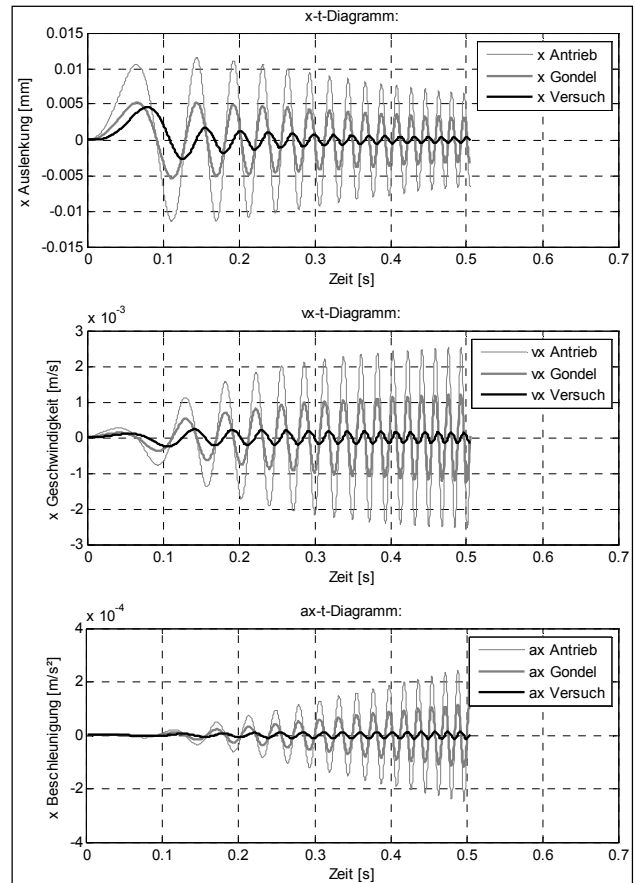 x-t-Diagramm:
x Auslenkung [mm]
0.015
0.01
0.005
0
-0.005
-0.01
-0.015
x Antrieb
x Gondel
x Versuch
0 0.1 0.2 0.3 0.4 0.5 0.6 0.7
Zeit [s]
x 10⁻³
vx-t-Diagramm:
x Geschwindigkeit [m/s]
3
2
1
0
-1
-2
-3
vx Antrieb
vx Gondel
vx Versuch
0 0.1 0.2 0.3 0.4 0.5 0.6 0.7
Zeit [s]
x 10⁻⁴
ax-t-Diagramm:
x Beschleunigung [m/s²]
4
2
0
-2
-4
ax Antrieb
ax Gondel
ax Versuch
0 0.1 0.2 0.3 0.4 0.5 0.6 0.7
Zeit [s]